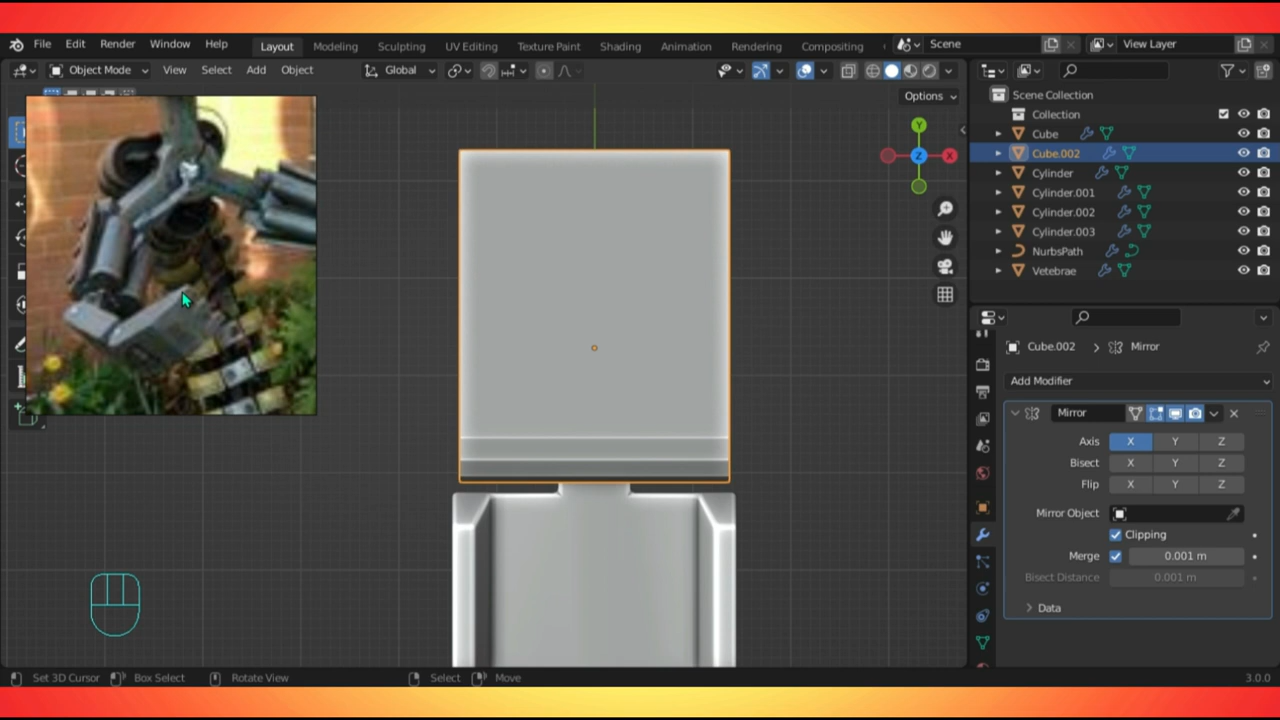 File Edit Render Window Help Layout Modeling Sculpting UV Editing Texture Paint Shading Animation Rendering Compositing Scene View Layer
Object Mode View Select Add Object Global
Options
Y
Z
X
Scene Collection
Collection
Cube
Cube.002
Cylinder
Cylinder.001
Cylinder.002
Cylinder.003
NurbsPath
Vetebrae
Cube.002 > Mirror
Add Modifier
Mirror
Axis X Y Z
Bisect X Y Z
Flip X Y Z
Mirror Object
Clipping
Merge 0.001 m
Bisect Distance 0.001 m
Data
Set 3D Cursor Box Select Rotate View Select Move 3.0.0